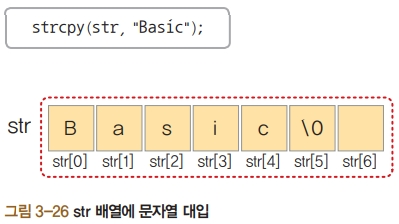 strcpy(str, "Basic");
str B a s i c \0
str[0] str[1] str[2] str[3] str[4] str[5] str[6]
그림 3-26 str 배열에 문자열 대입